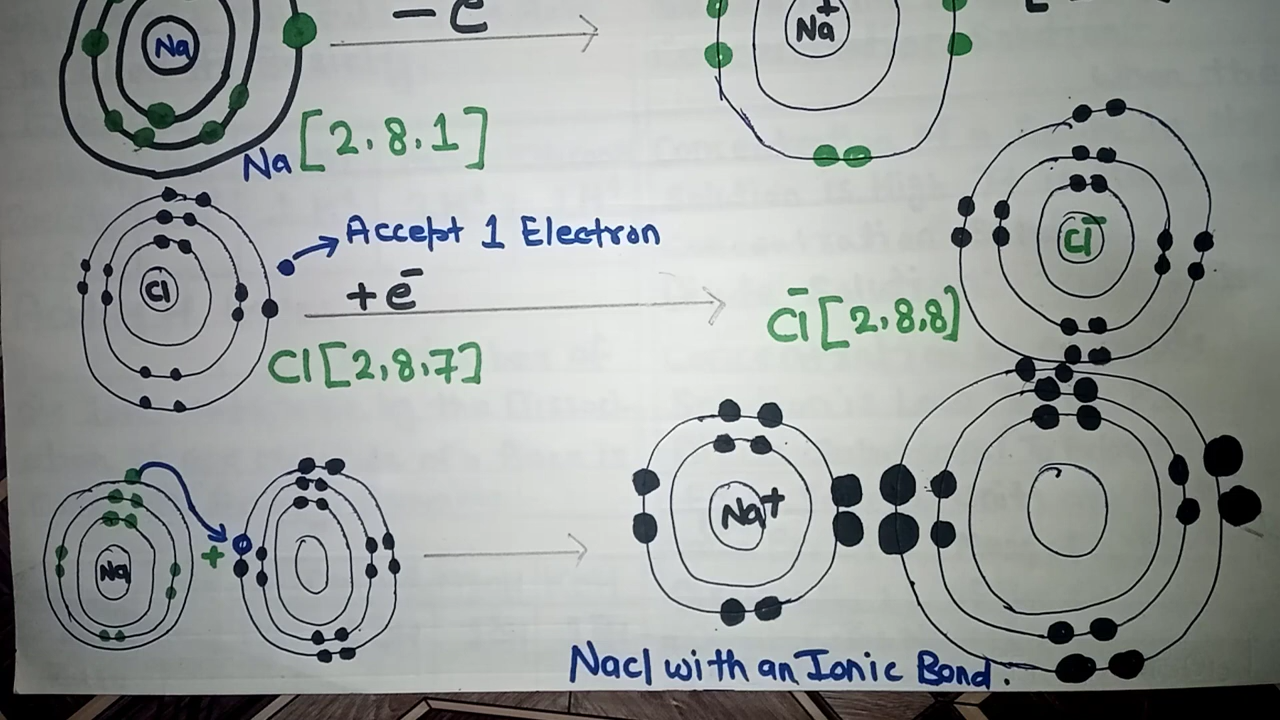 Na
- e
Na+
Na [2.8.1]
Cl
Accept 1 Electron
+ e-
Cl [2,8,7]
Cl-
Cl- [2,8,8]
Na
+
Na+
Nacl with an Ionic Bond.